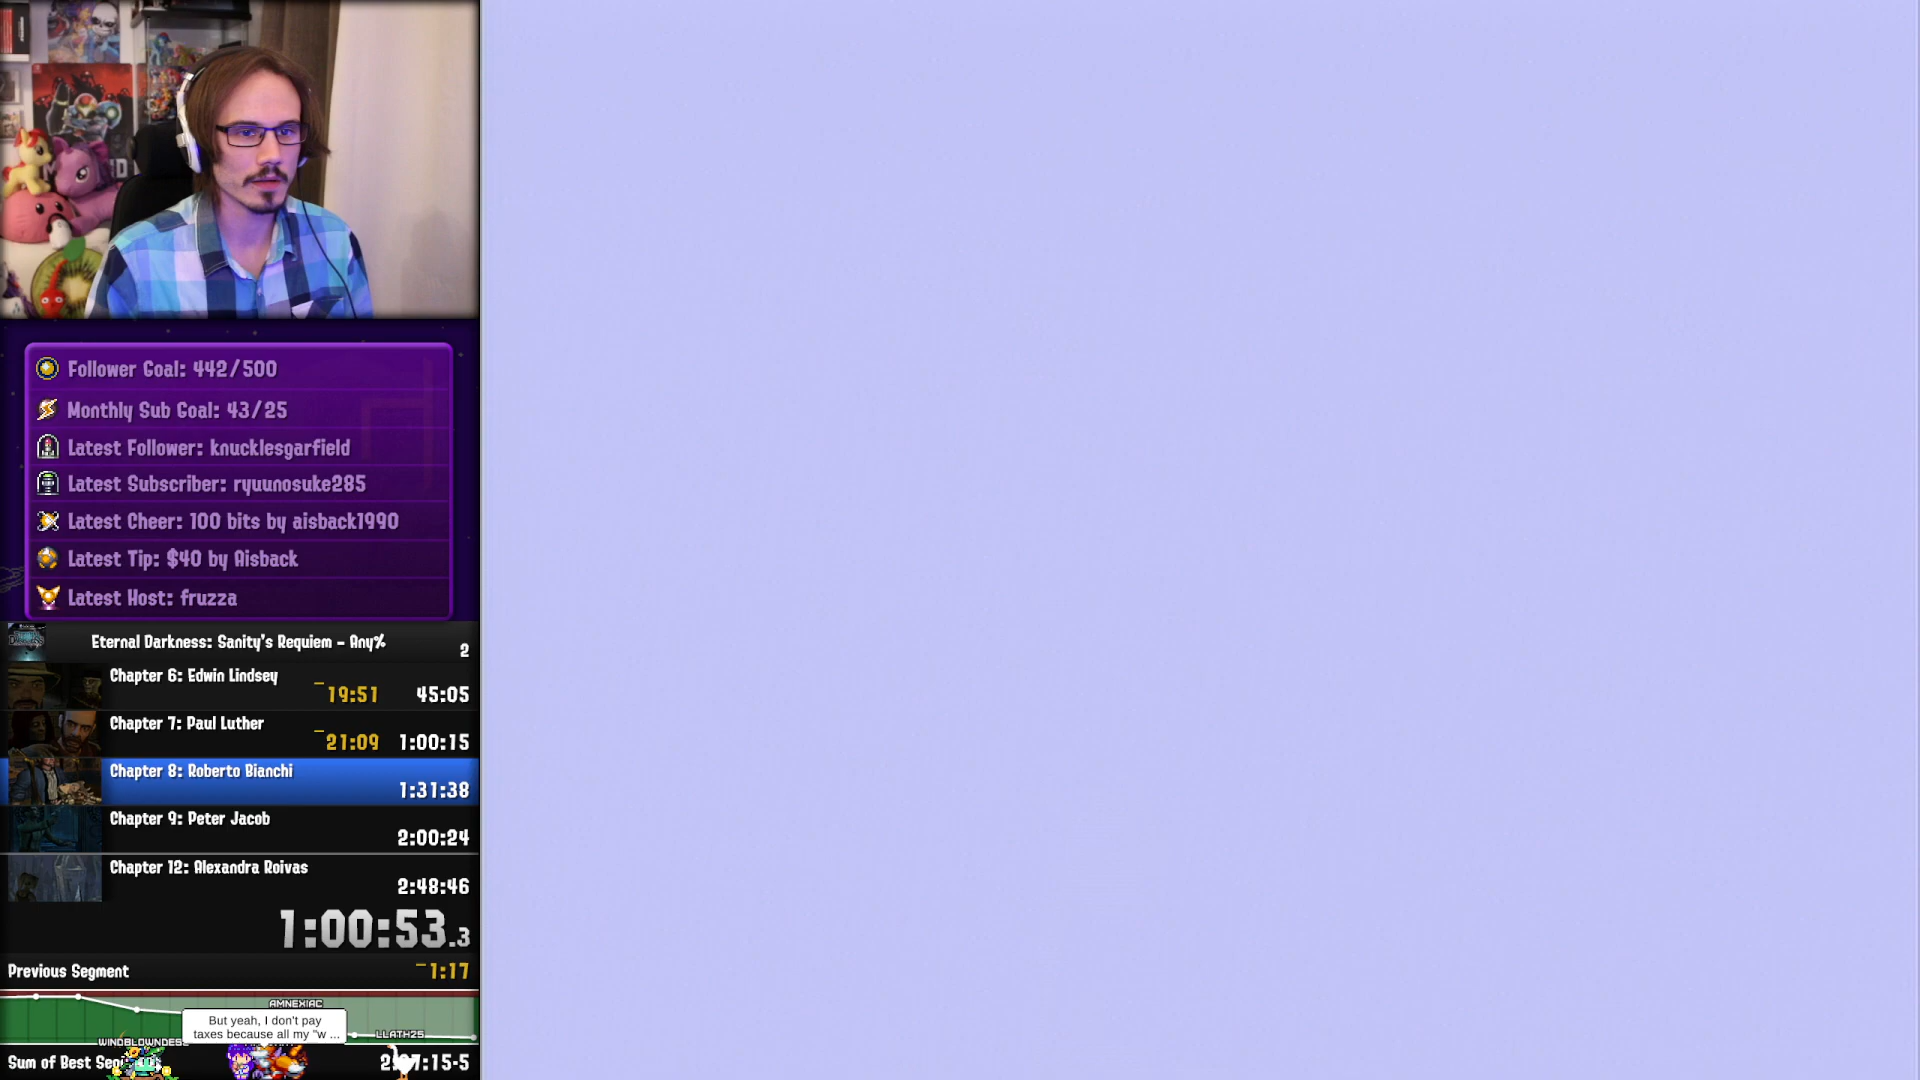 Follower Goal: 442/500
Monthly Sub Goal: 43/25
Latest Follower: knucklesgarfield
Latest Subscriber: ryuunosuke285
Latest Cheer: 100 bits by aisback1990
Latest Tip: $40 by Aisback
Latest Host: fruzza
Eternal Darkness: Sanity's Requiem - Any%
2
Chapter 6: Edwin Lindsey
-19:51 45:05
Chapter 7: Paul Luther
-21:09 1:00:15
Chapter 8: Roberto Bianchi
1:31:38
Chapter 9: Peter Jacob
2:00:24
Chapter 12: Alexandra Roivas
2:48:46
1:00:53.3
Previous Segment -1:17
AMNEXIAC
But yeah, I don't pay
taxes because all my "w ...
LLATH25
Sum of Best